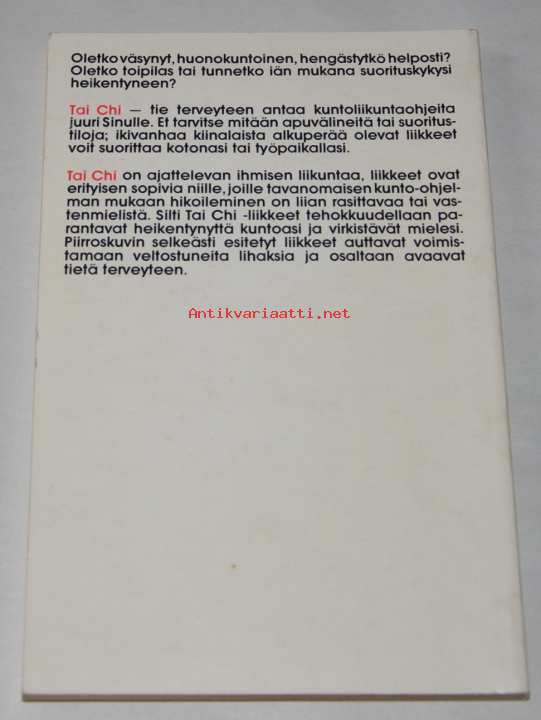 Oletko väsynyt, huonokuntoinen, hengästytkö helposti?
Oletko toipilas tai tunnetko iän mukana suorituskykysi
heikentyneen?
Tai Chi — tie terveyteen antaa kuntoliikuntaohjeita
juuri Sinulle. Et tarvitse mitään apuvälineitä tai suoritus-
tiloja; ikivanhaa kiinalaista alkuperää olevat liikkeet
voit suorittaa kotonasi tai työpaikallasi.
Tai Chi on ajattelevan ihmisen liikuntaa, liikkeet ovat
erityisen sopivia niille, joille tavanomaisen kunto-ohjel-
man mukaan hikoileminen on liian rasittavaa tai vas-
tenmielistä. Silti Tai Chi -liikkeet tehokkuudellaan pa-
rantavat heikentynyttä kuntoasi ja virkistävät mielesi.
Piirroskuvin selkeästi esitetyt liikkeet auttavat voimis-
tamaan veltostuneita lihaksia ja osaltaan avaavat
tietä terveyteen.
Antikvariaatti.net